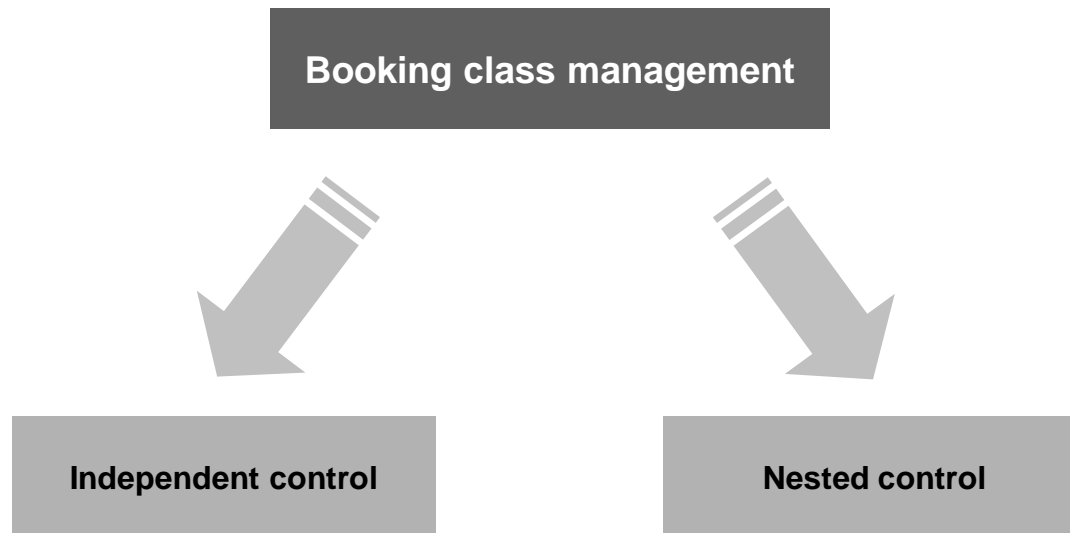 Booking class management
Independent control
Nested control